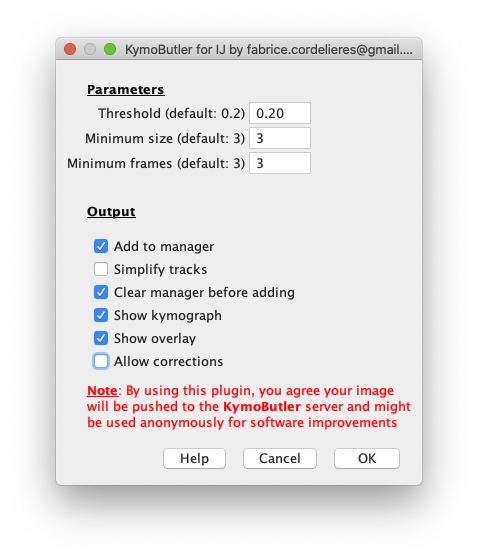 KymoButler for IJ by fabrice.cordelieres@gmail....
Parameters
Threshold (default: 0.2) 0.20
Minimum size (default: 3) 3
Minimum frames (default: 3) 3
Output
Add to manager
Simplify tracks
Clear manager before adding
Show kymograph
Show overlay
Allow corrections
Note: By using this plugin, you agree your image
will be pushed to the KymoButler server and might
be used anonymously for software improvements
Help Cancel OK